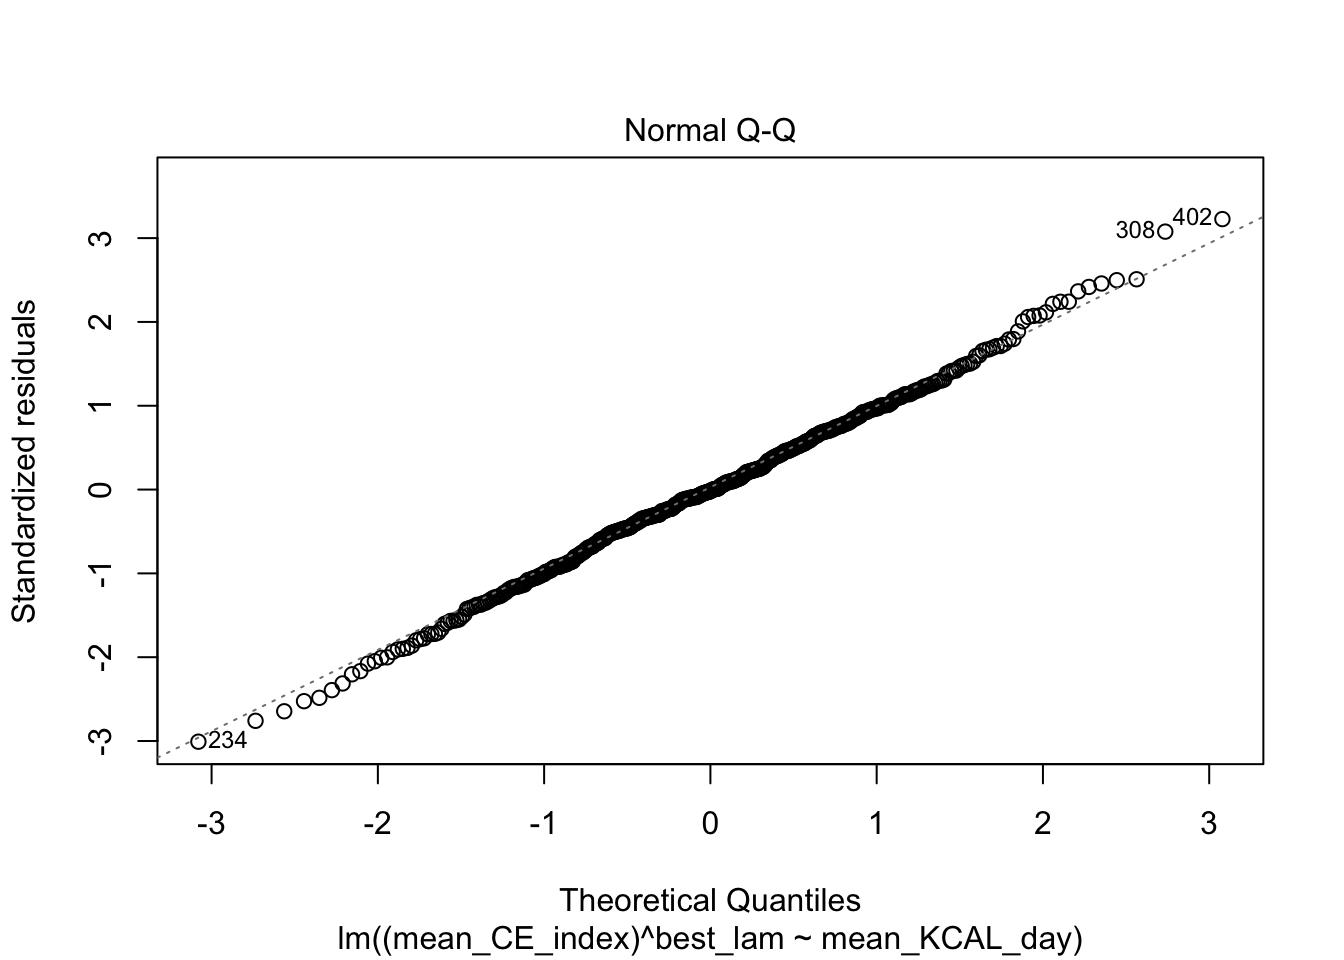 Normal Q-Q
Standardized residuals
3
2
1
0
-1
-2
-3
308
402
234
-3 -2 -1 0 1 2 3
Theoretical Quantiles
lm((mean_CE_index)^best_lam ~ mean_KCAL_day)